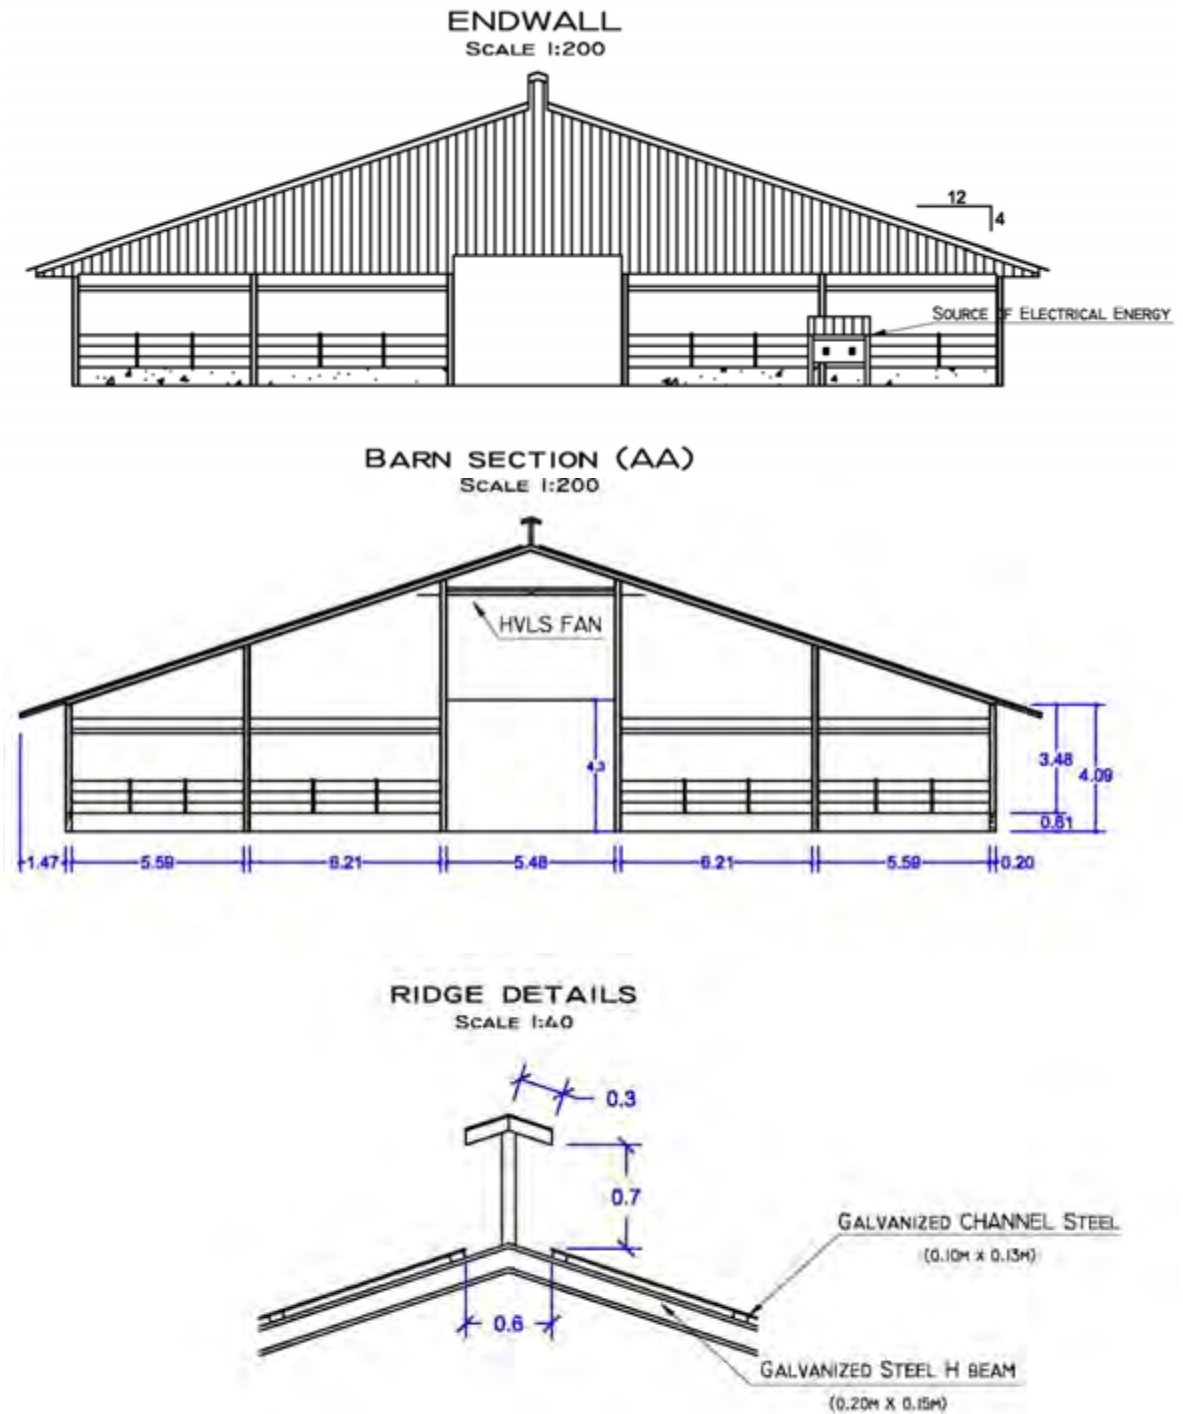 ENDWALL
SCALE 1:200
12
4
SOURCE OF ELECTRICAL ENERGY
BARN SECTION (AA)
SCALE 1:200
HVLS FAN
4.3
3.48
4.09
0.61
1.47 5.59 6.21 5.48 6.21 5.59 0.20
RIDGE DETAILS
SCALE 1:40
0.3
0.7
GALVANIZED CHANNEL STEEL
(0.10M X 0.13M)
0.6
GALVANIZED STEEL H BEAM
(0.20M X 0.15M)